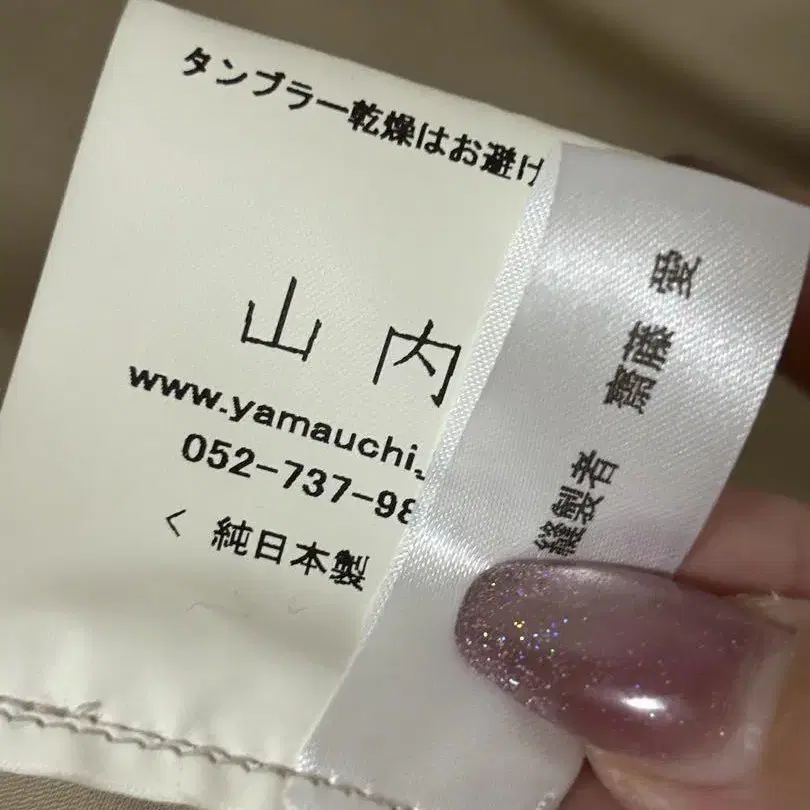 タンブラー乾燥はお避け
山内
www.yamauchi_
052-737-98
< 純日本製
縫製者 齋藤 愛